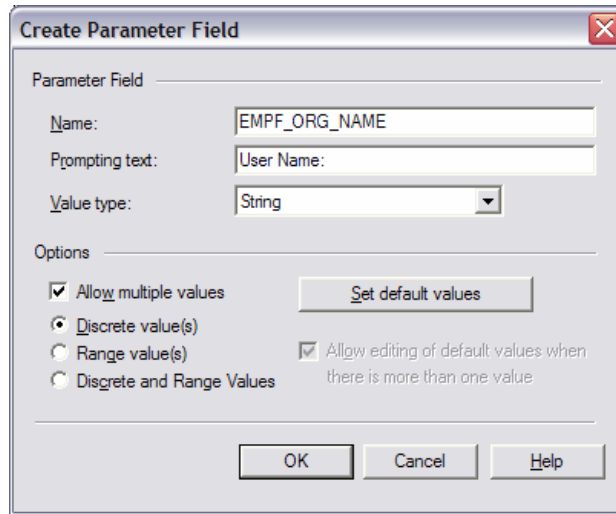 Create Parameter Field
Parameter Field
Name: EMPF_ORG_NAME
Prompting text: User Name:
Value type: String
Options
Allow multiple values
Set default values
Discrete value(s)
Range value(s)
Allow editing of default values when
there is more than one value
Discrete and Range Values
OK Cancel Help